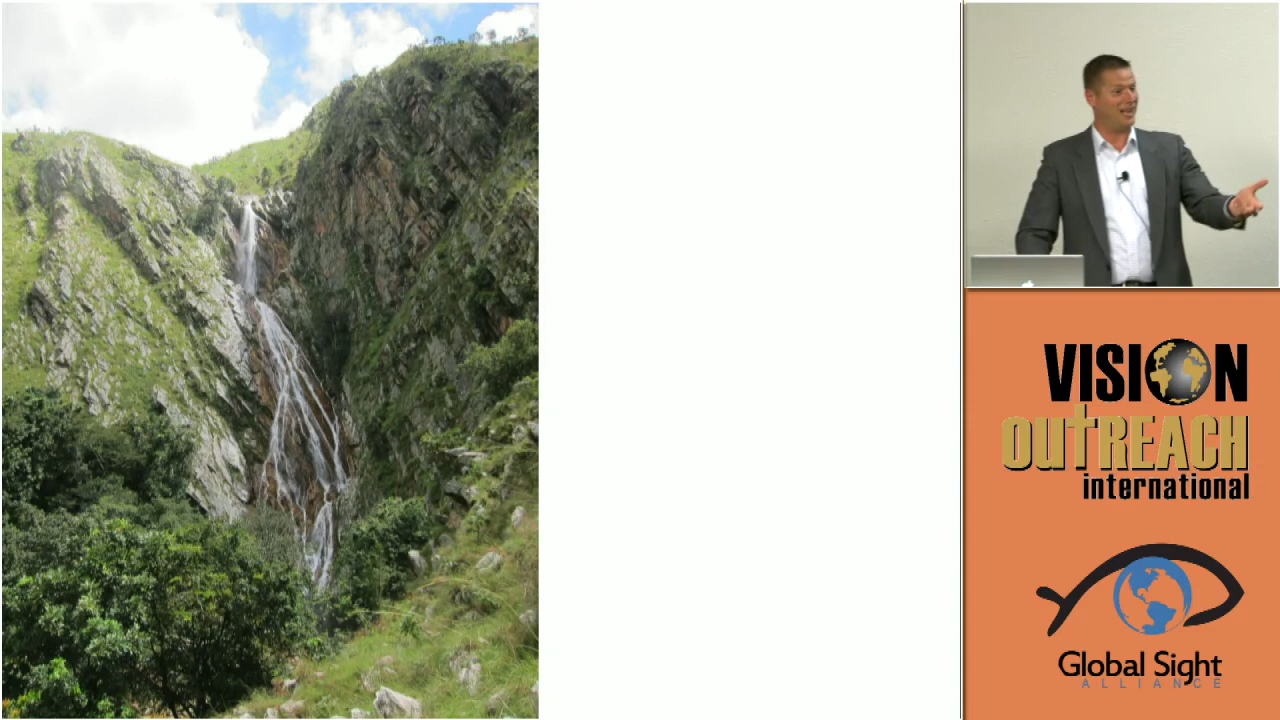 VISION
OUTREACH
international
Global Sight
ALLIANCE